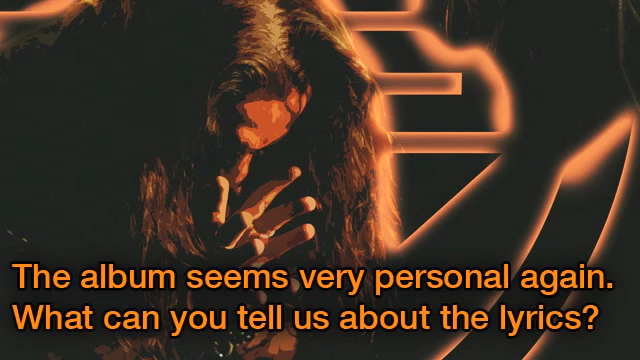 The album seems very personal again.
What can you tell us about the lyrics?